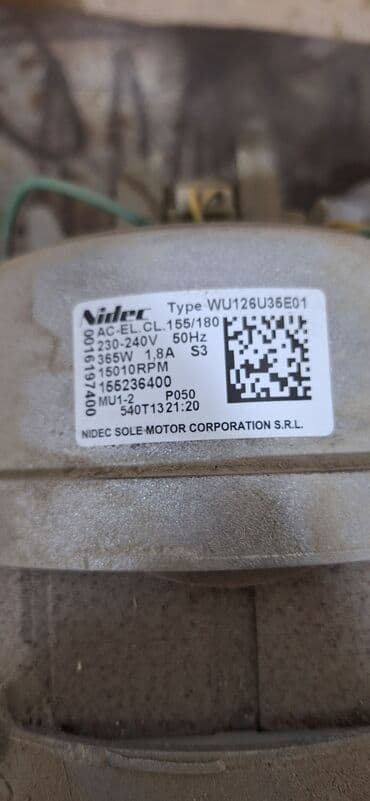 Nidec Type WU126U35E01
AC-EL.CL.155/180
230-240V 50Hz
365W 1,8A S3
15010RPM
155236400
MU1-2 P050
540T1321:20
00016197400
NIDEC SOLE MOTOR CORPORATION S.R.L.